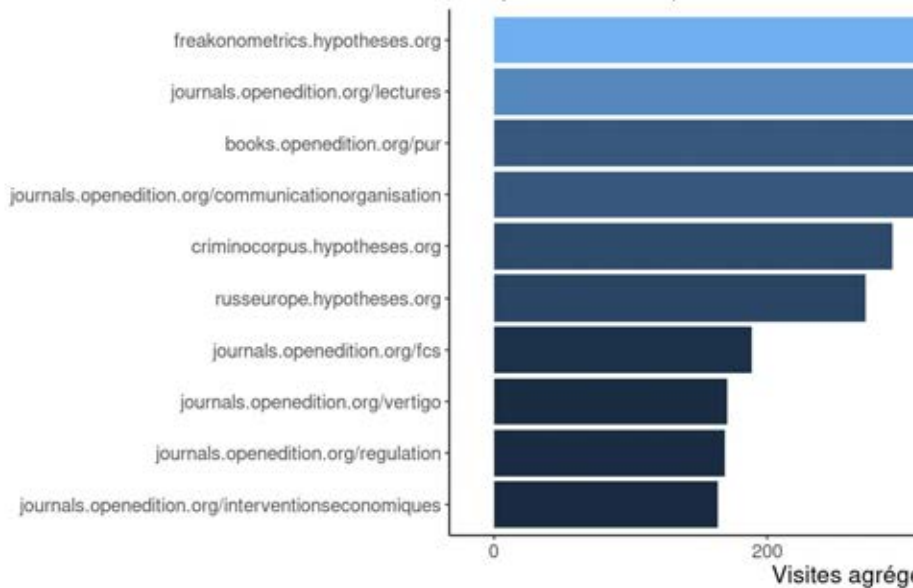 freakonometrics.hypotheses.org
journals.openedition.org/lectures
books.openedition.org/pur
journals.openedition.org/communicationorganisation
criminocorpus.hypotheses.org
russeurope.hypotheses.org
journals.openedition.org/fcs
journals.openedition.org/vertigo
journals.openedition.org/regulation
journals.openedition.org/interventionseconomiques
0 200
Visites agrég